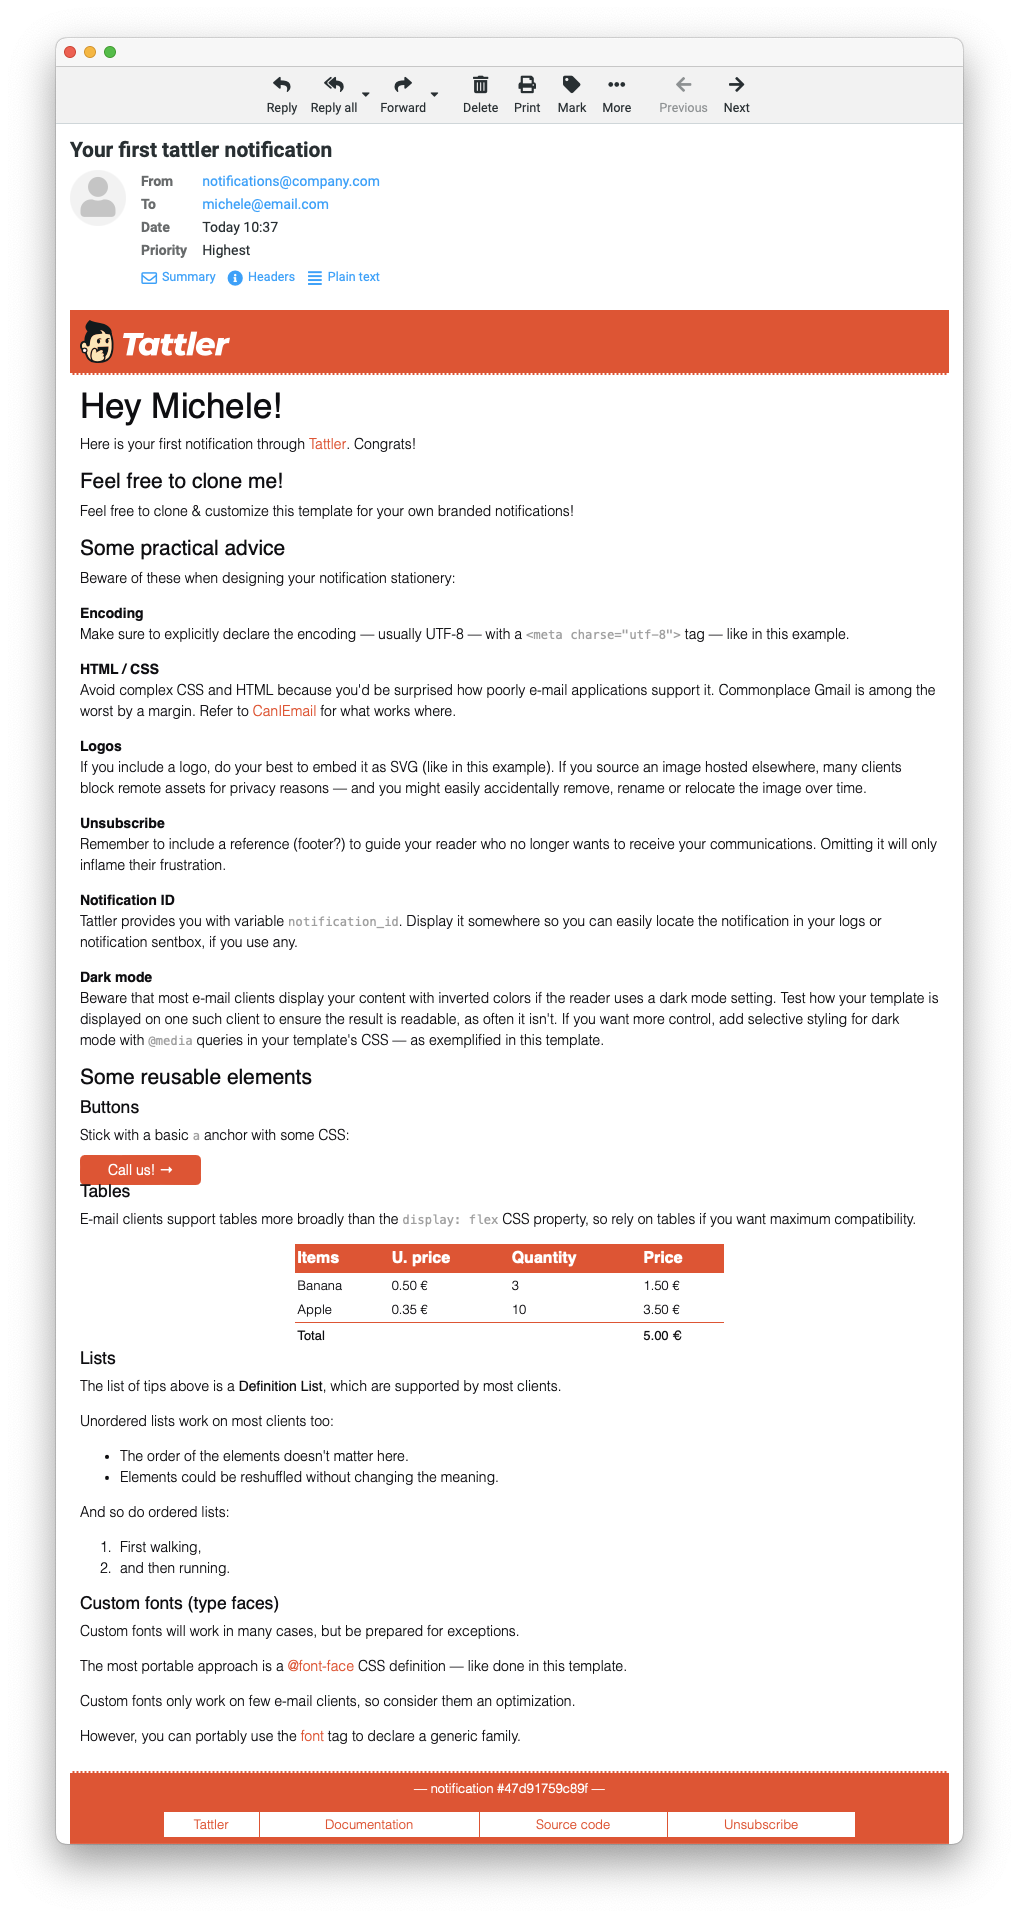 Reply Reply all Forward Delete Print Mark More Previous Next
Your first tattler notification
From notifications@company.com
To michele@email.com
Date Today 10:37
Priority Highest
Summary Headers Plain text
Tattler
Hey Michele!
Here is your first notification through Tattler. Congrats!
Feel free to clone me!
Feel free to clone & customize this template for your own branded notifications!
Some practical advice
Beware of these when designing your notification stationery:
Encoding
Make sure to explicitly declare the encoding — usually UTF-8 — with a <meta charse="utf-8"> tag — like in this example.
HTML / CSS
Avoid complex CSS and HTML because you'd be surprised how poorly e-mail applications support it. Commonplace Gmail is among the
worst by a margin. Refer to CanIEmail for what works where.
Logos
If you include a logo, do your best to embed it as SVG (like in this example). If you source an image hosted elsewhere, many clients
block remote assets for privacy reasons — and you might easily accidentally remove, rename or relocate the image over time.
Unsubscribe
Remember to include a reference (footer?) to guide your reader who no longer wants to receive your communications. Omitting it will only
inflame their frustration.
Notification ID
Tattler provides you with variable notification_id. Display it somewhere so you can easily locate the notification in your logs or
notification sentbox, if you use any.
Dark mode
Beware that most e-mail clients display your content with inverted colors if the reader uses a dark mode setting. Test how your template is
displayed on one such client to ensure the result is readable, as often it isn't. If you want more control, add selective styling for dark
mode with @media queries in your template's CSS — as exemplified in this template.
Some reusable elements
Buttons
Stick with a basic a anchor with some CSS:
Call us! →
Tables
E-mail clients support tables more broadly than the display: flex CSS property, so rely on tables if you want maximum compatibility.
Items U. price Quantity Price
Banana 0.50 € 3 1.50 €
Apple 0.35 € 10 3.50 €
Total 5.00 €
Lists
The list of tips above is a Definition List, which are supported by most clients.
Unordered lists work on most clients too:
• The order of the elements doesn't matter here.
• Elements could be reshuffled without changing the meaning.
And so do ordered lists:
1. First walking,
2. and then running.
Custom fonts (type faces)
Custom fonts will work in many cases, but be prepared for exceptions.
The most portable approach is a @font-face CSS definition — like done in this template.
Custom fonts only work on few e-mail clients, so consider them an optimization.
However, you can portably use the font tag to declare a generic family.
— notification #47d91759c89f —
Tattler Documentation Source code Unsubscribe